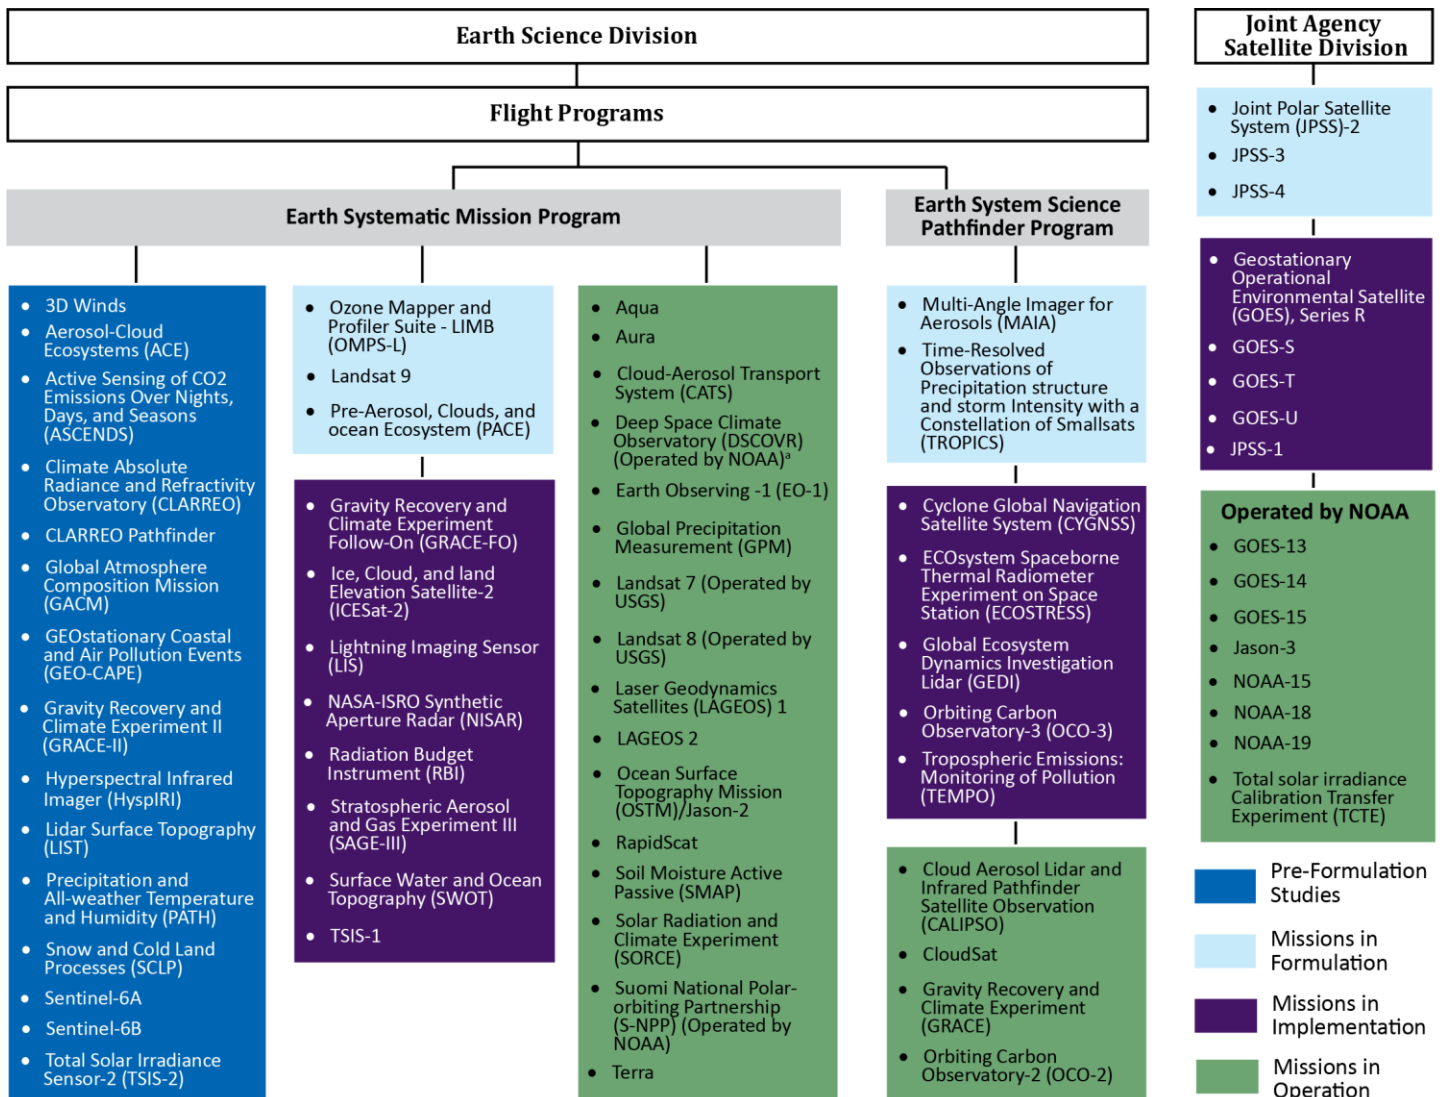 Earth Science Division
Flight Programs
Earth Systematic Mission Program
• 3D Winds
• Aerosol-Cloud
Ecosystems (ACE)
• Active Sensing of CO2
Emissions Over Nights,
Days, and Seasons
(ASCENDS)
• Climate Absolute
Radiance and Refractivity
Observatory (CLARREO)
• CLARREO Pathfinder
• Global Atmosphere
Composition Mission
(GACM)
• GEOstationary Coastal
and Air Pollution Events
(GEO-CAPE)
• Gravity Recovery and
Climate Experiment II
(GRACE-II)
• Hyperspectral Infrared
Imager (HyspIRI)
• Lidar Surface Topography
(LIST)
• Precipitation and
All-weather Temperature
and Humidity (PATH)
• Snow and Cold Land
Processes (SCLP)
• Sentinel-6A
• Sentinel-6B
• Total Solar Irradiance
Sensor-2 (TSIS-2)
• Ozone Mapper and
Profiler Suite - LIMB
(OMPS-L)
• Landsat 9
• Pre-Aerosol, Clouds, and
ocean Ecosystem (PACE)
• Gravity Recovery and
Climate Experiment
Follow-On (GRACE-FO)
• Ice, Cloud, and land
Elevation Satellite-2
(ICESat-2)
• Lightning Imaging Sensor
(LIS)
• NASA-ISRO Synthetic
Aperture Radar (NISAR)
• Radiation Budget
Instrument (RBI)
• Stratospheric Aerosol
and Gas Experiment III
(SAGE-III)
• Surface Water and Ocean
Topography (SWOT)
• TSIS-1
• Aqua
• Aura
• Cloud-Aerosol Transport
System (CATS)
• Deep Space Climate
Observatory (DSCOVR)
(Operated by NOAA)ª
• Earth Observing -1 (EO-1)
• Global Precipitation
Measurement (GPM)
• Landsat 7 (Operated by
USGS)
• Landsat 8 (Operated by
USGS)
• Laser Geodynamics
Satellites (LAGEOS) 1
• LAGEOS 2
• Ocean Surface
Topography Mission
(OSTM)/Jason-2
• RapidScat
• Soil Moisture Active
Passive (SMAP)
• Solar Radiation and
Climate Experiment
(SORCE)
• Suomi National Polar-
orbiting Partnership
(S-NPP) (Operated by
NOAA)
• Terra
Earth System Science
Pathfinder Program
• Multi-Angle Imager for
Aerosols (MAIA)
• Time-Resolved
Observations of
Precipitation structure
and storm Intensity with a
Constellation of Smallsats
(TROPICS)
• Cyclone Global Navigation
Satellite System (CYGNSS)
• ECOsystem Spaceborne
Thermal Radiometer
Experiment on Space
Station (ECOSTRESS)
• Global Ecosystem
Dynamics Investigation
Lidar (GEDI)
• Orbiting Carbon
Observatory-3 (OCO-3)
• Tropospheric Emissions:
Monitoring of Pollution
(TEMPO)
• Cloud Aerosol Lidar and
Infrared Pathfinder
Satellite Observation
(CALIPSO)
• CloudSat
• Gravity Recovery and
Climate Experiment
(GRACE)
• Orbiting Carbon
Observatory-2 (OCO-2)
Joint Agency
Satellite Division
• Joint Polar Satellite
System (JPSS)-2
• JPSS-3
• JPSS-4
• Geostationary
Operational
Environmental Satellite
(GOES), Series R
• GOES-S
• GOES-T
• GOES-U
• JPSS-1
Operated by NOAA
• GOES-13
• GOES-14
• GOES-15
• Jason-3
• NOAA-15
• NOAA-18
• NOAA-19
• Total solar irradiance
Calibration Transfer
Experiment (TCTE)
Pre-Formulation
Studies
Missions in
Formulation
Missions in
Implementation
Missions in
Operation